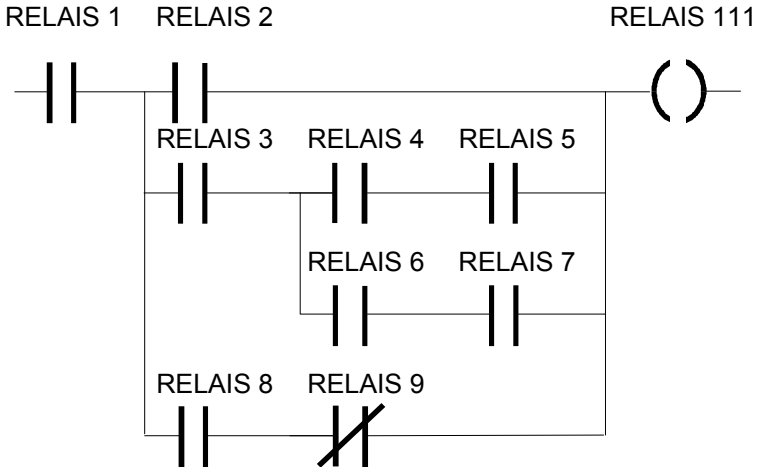 RELAIS 1 RELAIS 2 RELAIS 111
RELAIS 3 RELAIS 4 RELAIS 5
RELAIS 6 RELAIS 7
RELAIS 8 RELAIS 9